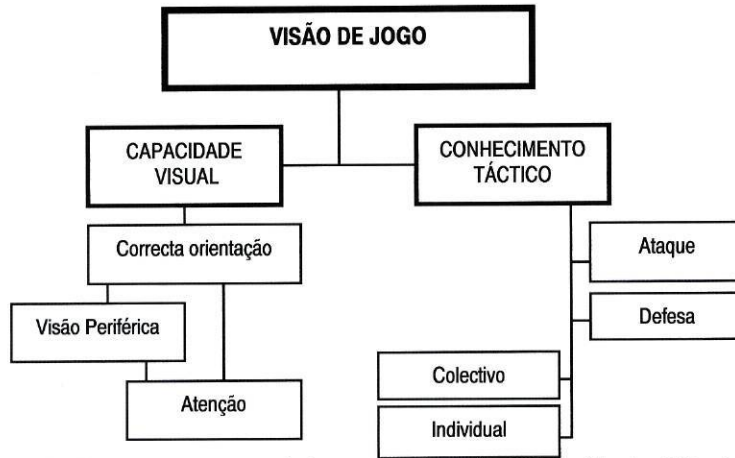 VISÃO DE JOGO
CAPACIDADE
VISUAL
CONHECIMENTO
TÁCTICO
Correcta orientação
Visão Periférica
Atenção
Ataque
Defesa
Colectivo
Individual